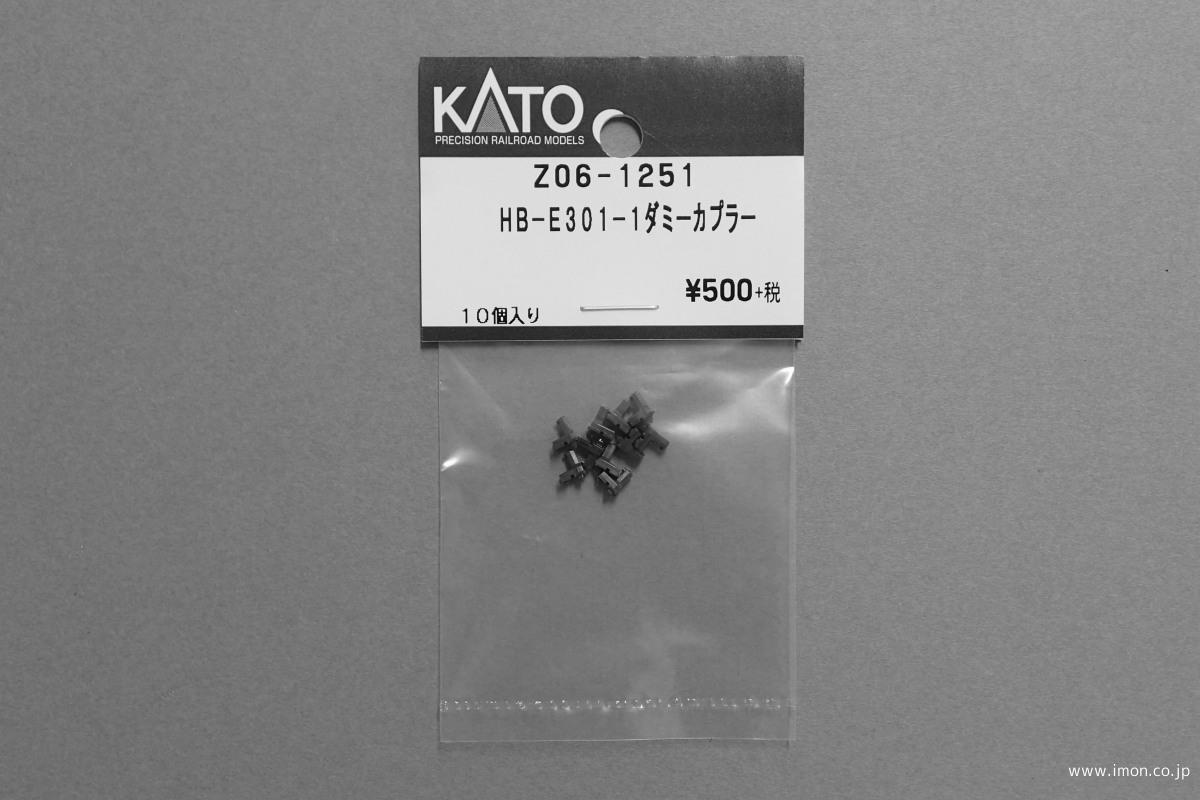 KATO
PRECISION RAILROAD MODELS
Z06-1251
HB-E301-1ダミーカプラー
¥500+税
10個入り
www.imon.co.jp